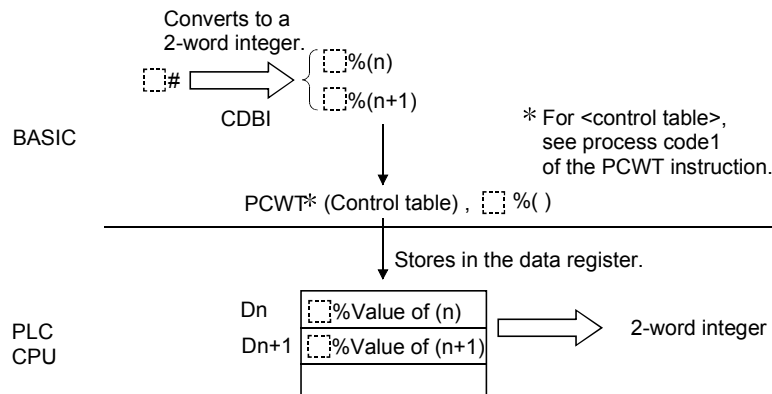 Converts to a
2-word integer.
#
%(n)
%(n+1)
CDBI
BASIC
* For <control table>,
see process code1
of the PCWT instruction.
PCWT* (Control table) , %( )
Stores in the data register.
Dn
%Value of (n)
2-word integer
Dn+1
%Value of (n+1)
PLC
CPU